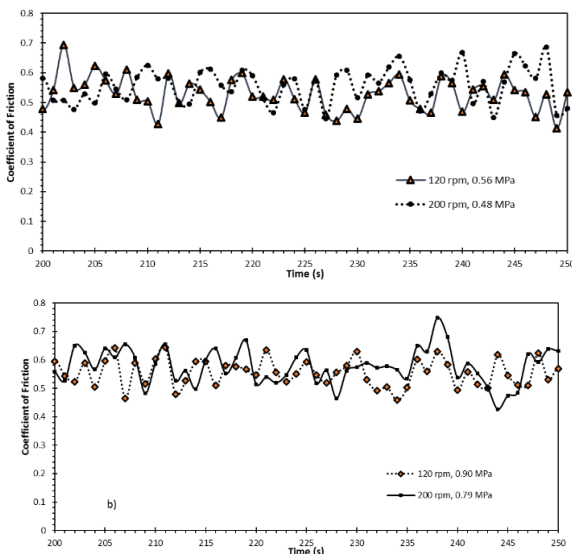 0.8
0.7
0.6
0.5
0.4
0.3
0.2
0.1
0
Coefficient of Friction
120 rpm, 0.56 MPa
200 rpm, 0.48 MPa
200 205 210 215 220 225 230 235 240 245 250
Time (s)
0.8
0.7
0.6
0.5
0.4
0.3
0.2
0.1
0
Coefficient of Friction
120 rpm, 0.90 MPa
200 rpm, 0.79 MPa
b)
200 205 210 215 220 225 230 235 240 245 250
Time (s)